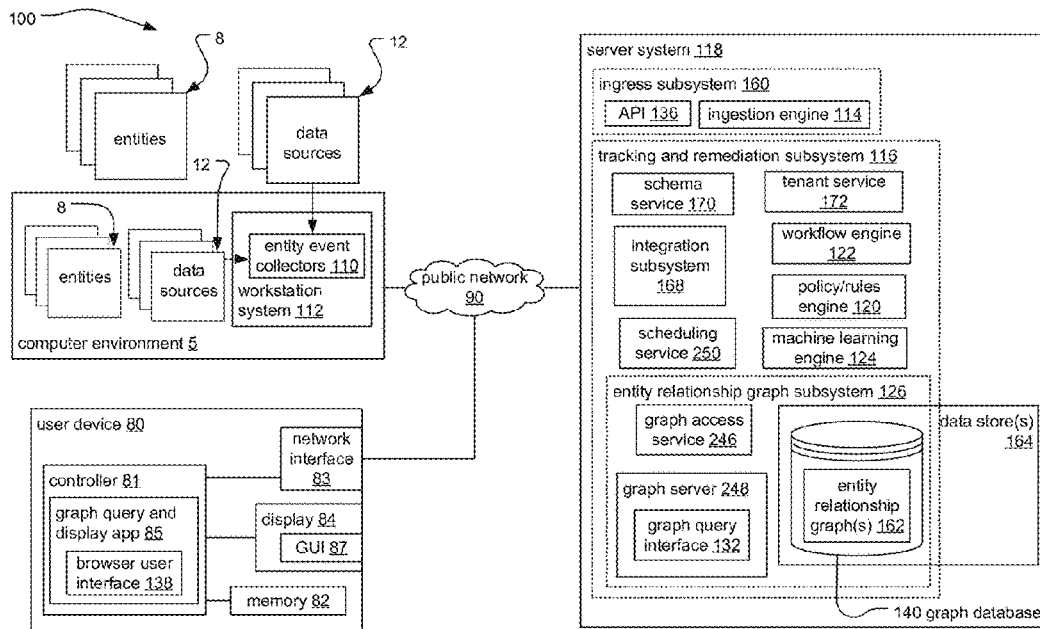 100
8
12
entities
data
sources
12
8
entities
data
sources
entity event
collectors 110
workstation
system 112
computer environment 5
public network
90
user device 80
network
interface
83
controller 81
graph query and
display app 85
browser user
interface 138
display 84
GUI 87
memory 82
server system 118
ingress subsystem 160
API 136
ingestion engine 114
tracking and remediation subsystem 116
schema
service 170
tenant service
172
integration
subsystem
168
workflow engine
122
policy/rules
engine 120
scheduling
service 250
machine learning
engine 124
entity relationship graph subsystem 126
graph access
service 246
data store(s)
164
graph server 248
graph query
interface 132
entity
relationship
graph(s) 162
140 graph database